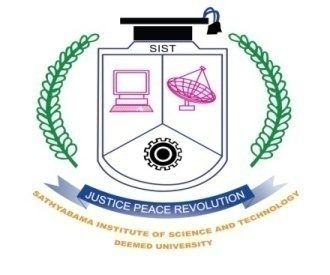 SIST
JUSTICE PEACE REVOLUTION
SATHYABAMA INSTITUTE OF SCIENCE AND TECHNOLOGY
DEEMED UNIVERSITY